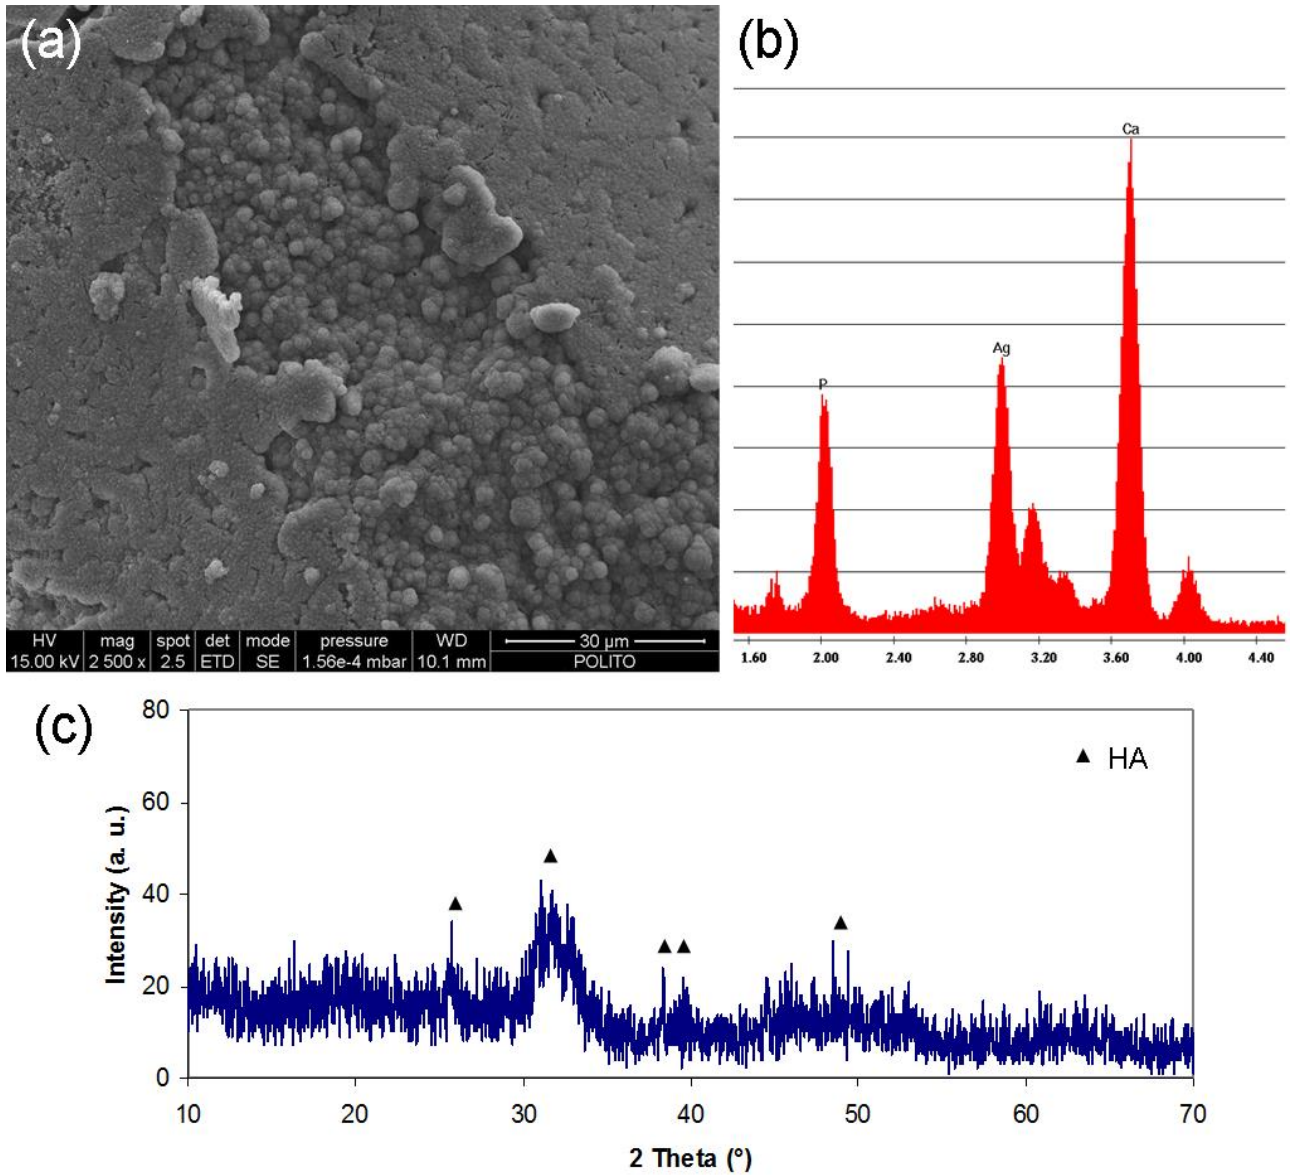 (a)
HV mag spot det mode pressure WD 30 µm
15.00 kV 2 500 x 2.5 ETD SE 1.56e-4 mbar 10.1 mm POLITO
(b)
Ca
Ag
P
1.60 2.00 2.40 2.80 3.20 3.60 4.00 4.40
(c)
▲ HA
Intensity (a. u.)
80
60
40
20
0
10 20 30 40 50 60 70
2 Theta (°)